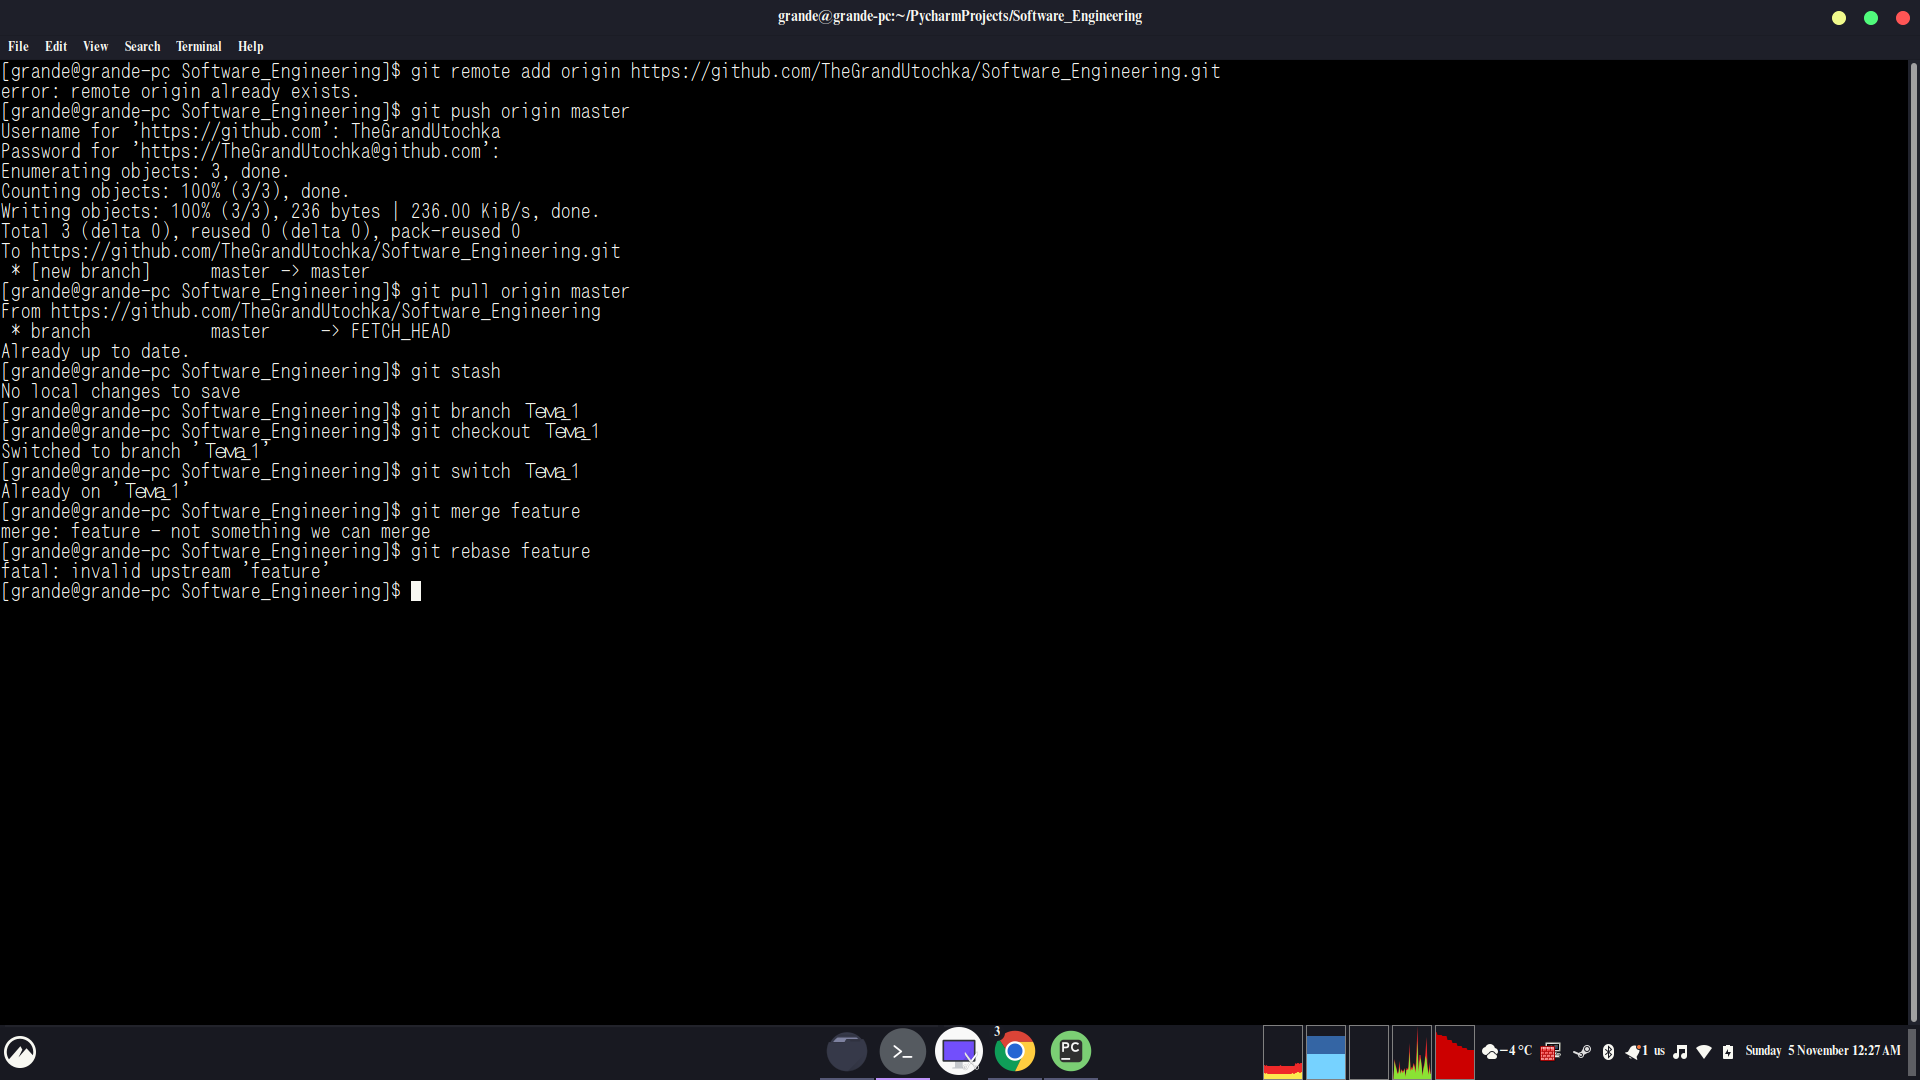 grande@grande-pc:~/PycharmProjects/Software_Engineering
File Edit View Search Terminal Help
[grande@grande-pc Software_Engineering]$ git remote add origin https://github.com/TheGrandUtochka/Software_Engineering.git
error: remote origin already exists.
[grande@grande-pc Software_Engineering]$ git push origin master
Username for 'https://github.com': TheGrandUtochka
Password for 'https://TheGrandUtochka@github.com':
Enumerating objects: 3, done.
Counting objects: 100% (3/3), done.
Writing objects: 100% (3/3), 236 bytes | 236.00 KiB/s, done.
Total 3 (delta 0), reused 0 (delta 0), pack-reused 0
To https://github.com/TheGrandUtochka/Software_Engineering.git
 * [new branch]      master -> master
[grande@grande-pc Software_Engineering]$ git pull origin master
From https://github.com/TheGrandUtochka/Software_Engineering
 * branch            master     -> FETCH_HEAD
Already up to date.
[grande@grande-pc Software_Engineering]$ git stash
No local changes to save
[grande@grande-pc Software_Engineering]$ git branch Тема_1
[grande@grande-pc Software_Engineering]$ git checkout Тема_1
Switched to branch 'Тема_1'
[grande@grande-pc Software_Engineering]$ git switch Тема_1
Already on 'Тема_1'
[grande@grande-pc Software_Engineering]$ git merge feature
merge: feature - not something we can merge
[grande@grande-pc Software_Engineering]$ git rebase feature
fatal: invalid upstream 'feature'
[grande@grande-pc Software_Engineering]$
3
PC
-4 °C 1 us Sunday 5 November 12:27 AM